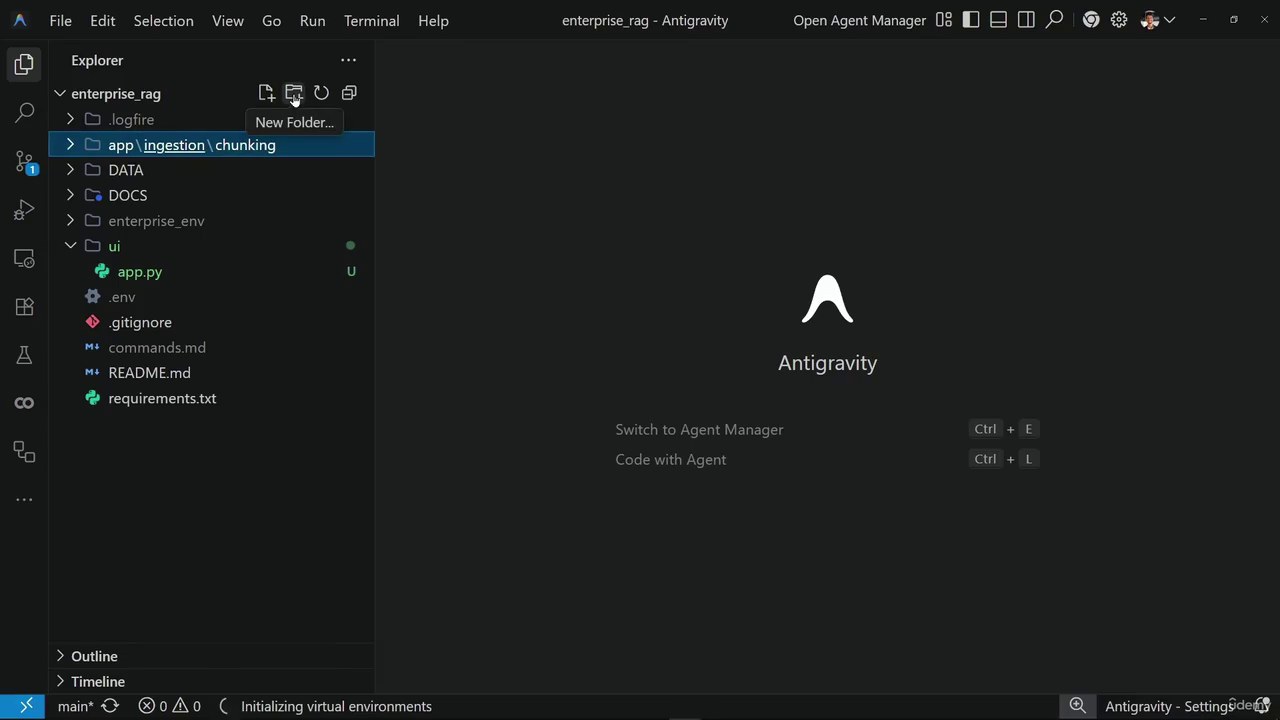 File Edit Selection View Go Run Terminal Help enterprise_rag - Antigravity Open Agent Manager
Explorer
enterprise_rag
.logfire
New Folder...
app\ingestion\chunking
DATA
DOCS
enterprise_env
ui
app.py U
.env
.gitignore
commands.md
README.md
requirements.txt
1
Antigravity
Switch to Agent Manager Ctrl + E
Code with Agent Ctrl + L
Outline
Timeline
main* 0 0 Initializing virtual environments Antigravity - Settings
Udemy